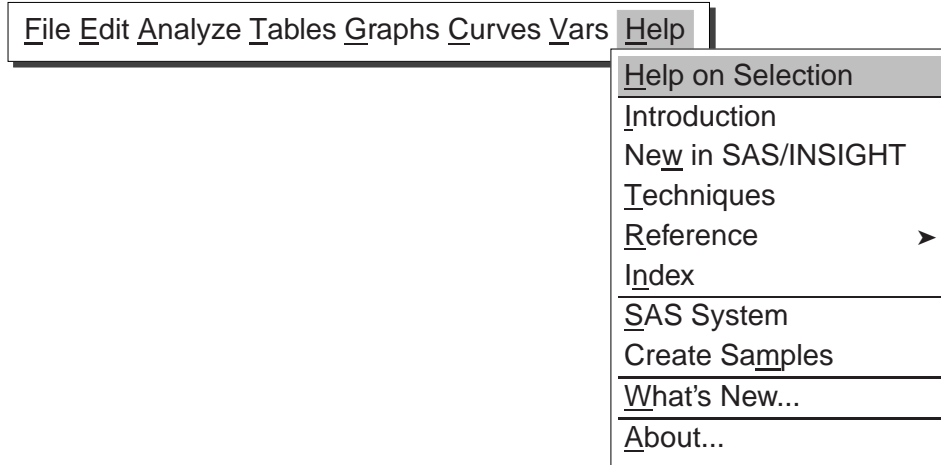 File Edit Analyze Tables Graphs Curves Vars Help
Help on Selection
Introduction
New in SAS/INSIGHT
Techniques
Reference ➤
Index
SAS System
Create Samples
What's New...
About...